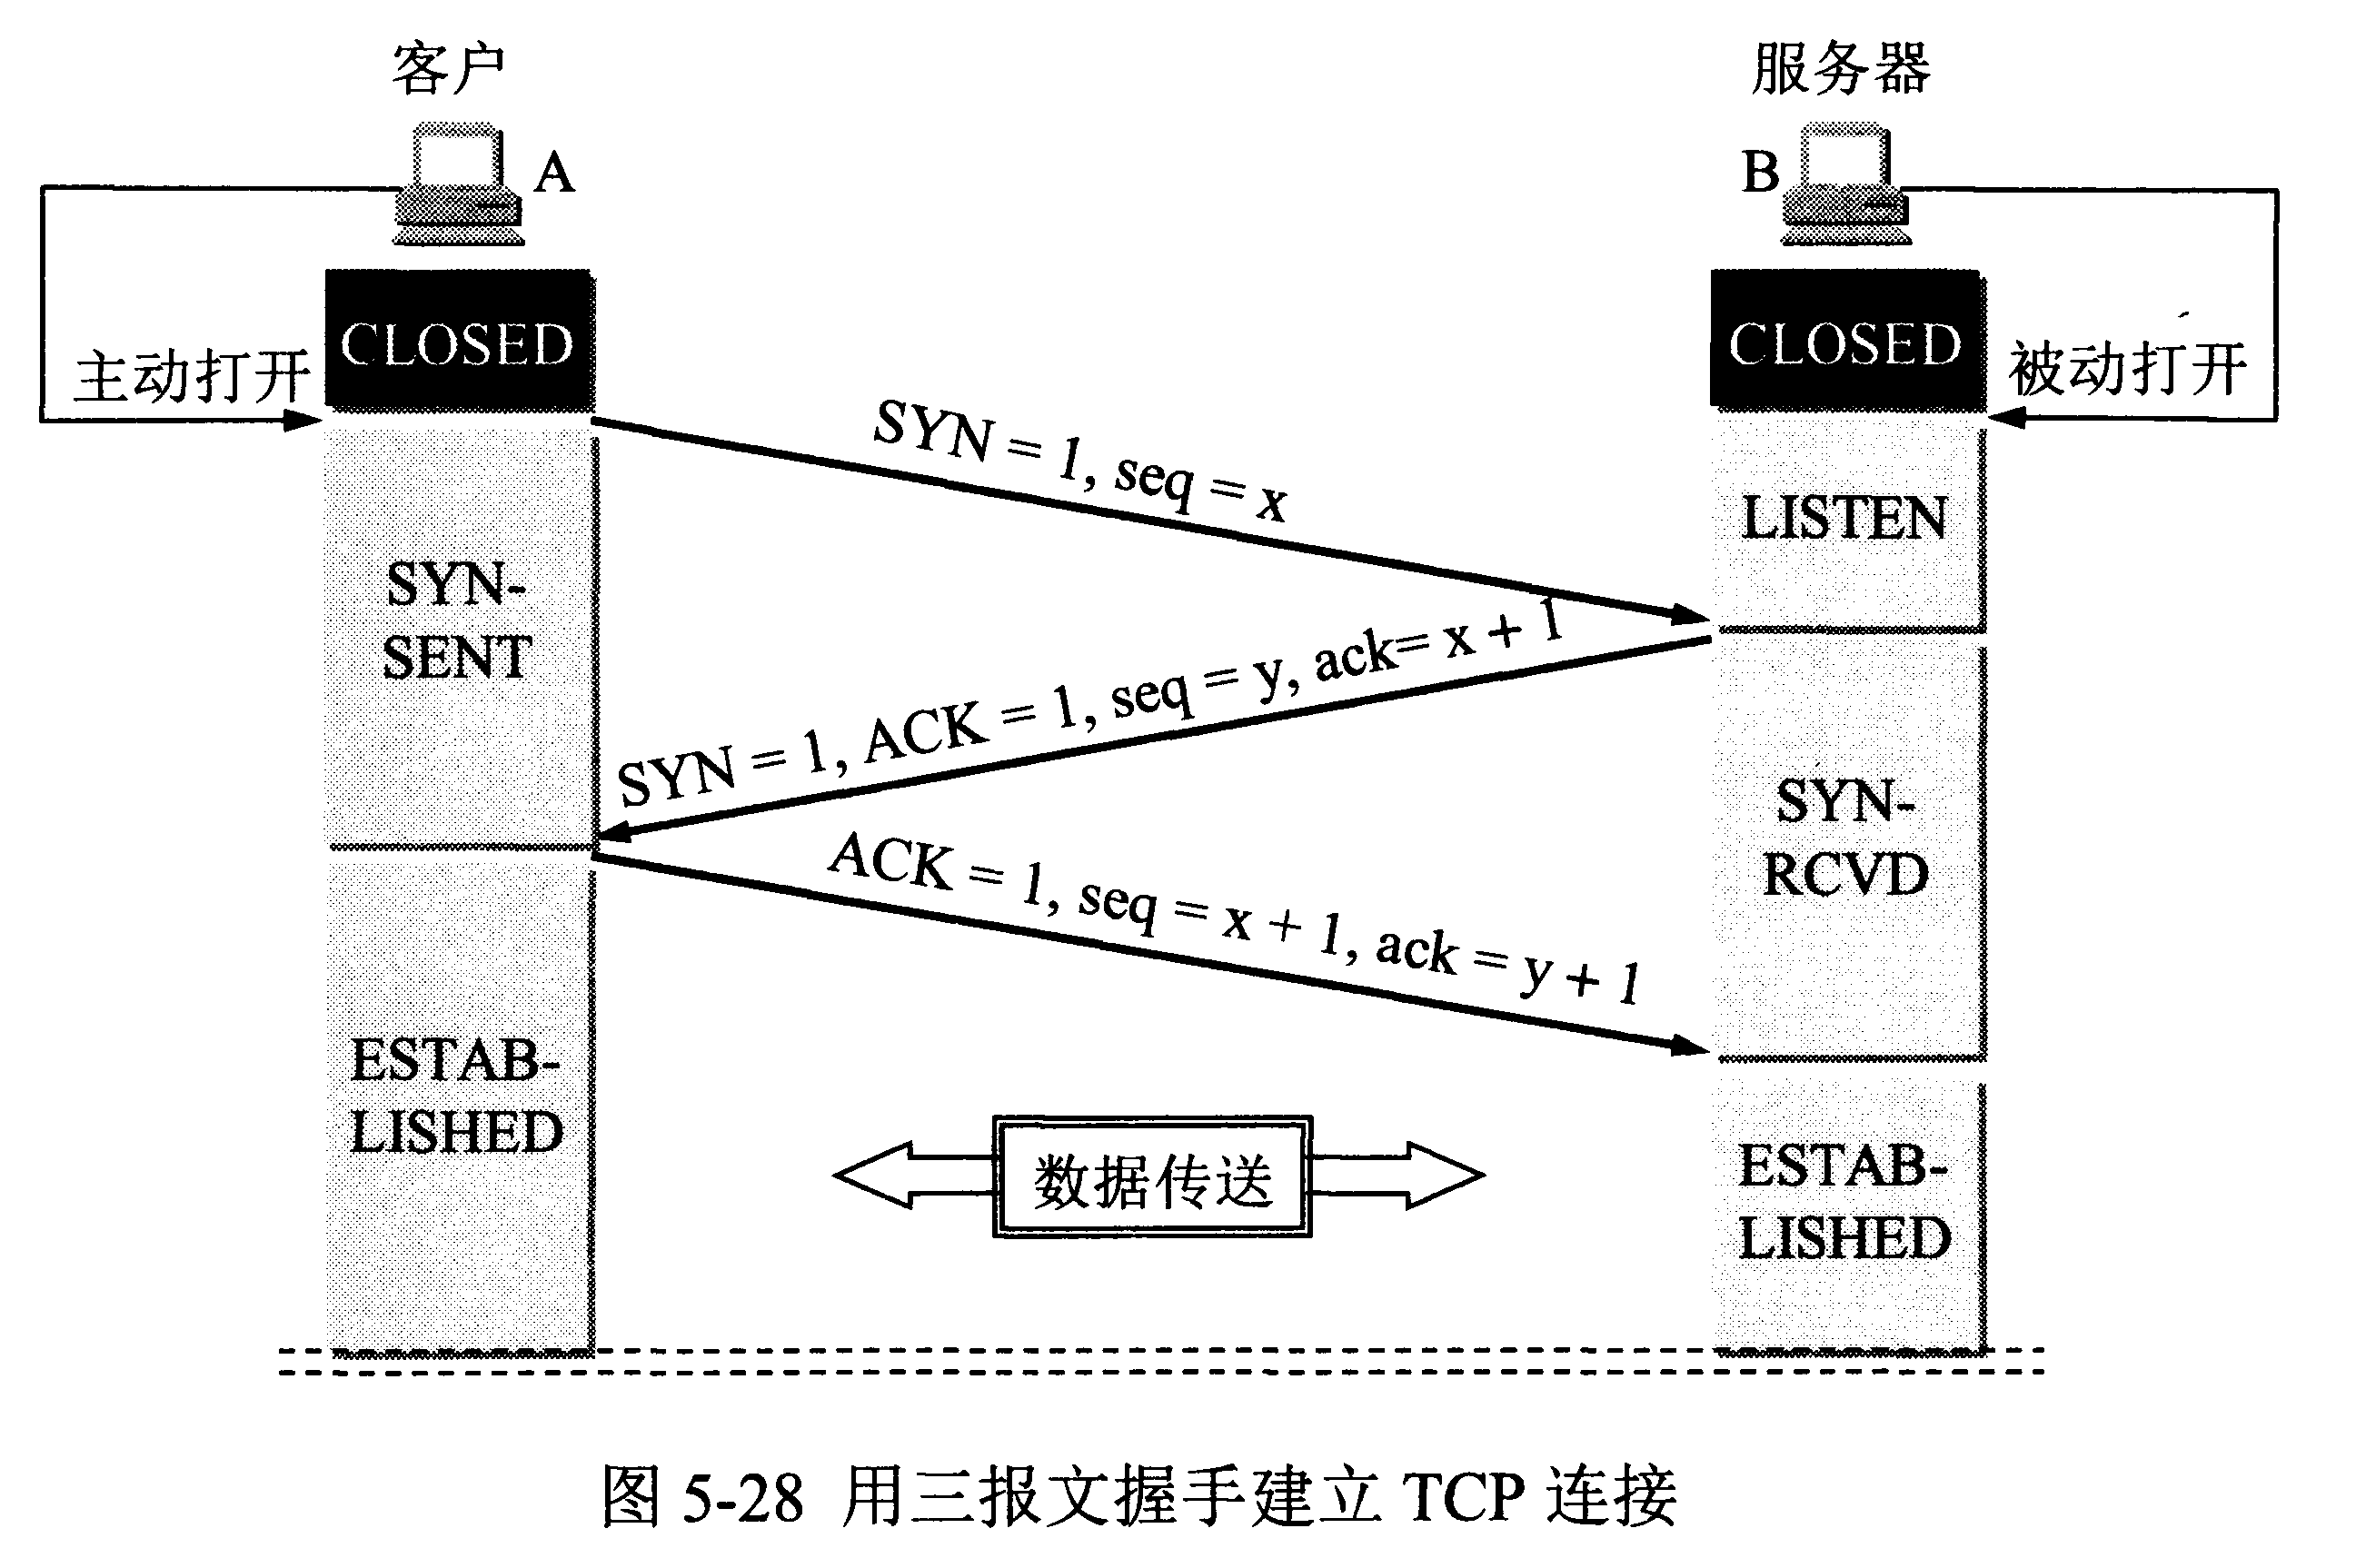 客户
服务器
A
B
CLOSED
CLOSED
主动打开
被动打开
SYN = 1, seq = x
LISTEN
SYN-
SENT
SYN = 1, ACK = 1, seq = y, ack= x + 1
SYN-
RCVD
ACK = 1, seq = x + 1, ack = y + 1
ESTAB-
LISHED
数据传送
ESTAB-
LISHED
图 5-28 用三报文握手建立 TCP 连接